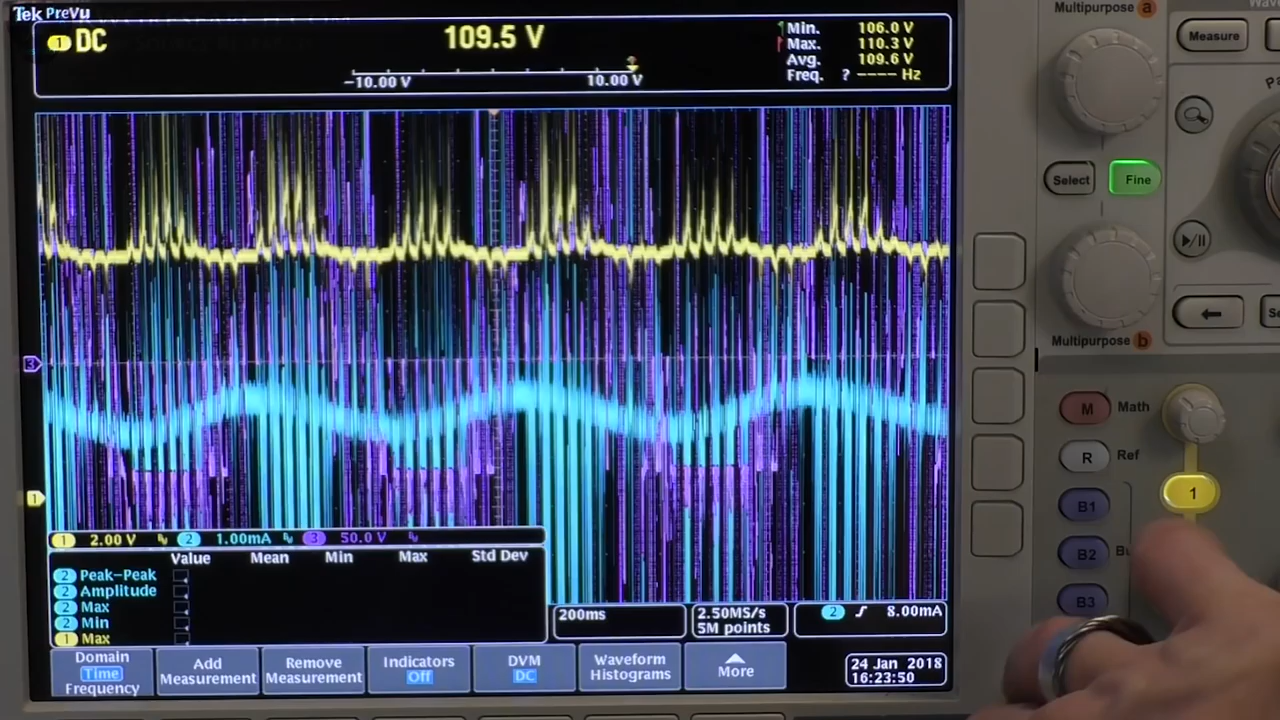 Tek PreVu
1 DC
109.5 V
-10.00 V
10.00 V
Min. 106.0 V
Max. 110.3 V
Avg. 109.6 V
Freq. ? ---- Hz
3
1
1 2.00 V 2 1.00mA 3 50.0 V
Value Mean Min Max Std Dev
2 Peak-Peak
2 Amplitude
2 Max
2 Min
1 Max
200ms
2.50MS/s
5M points
2 8.00mA
Domain
Time
Frequency
Add
Measurement
Remove
Measurement
Indicators
Off
DVM
DC
Waveform
Histograms
More
24 Jan 2018
16:23:50
Multipurpose a
Measure
Select
Fine
Multipurpose b
M Math
R Ref
1
B1
B2
B3